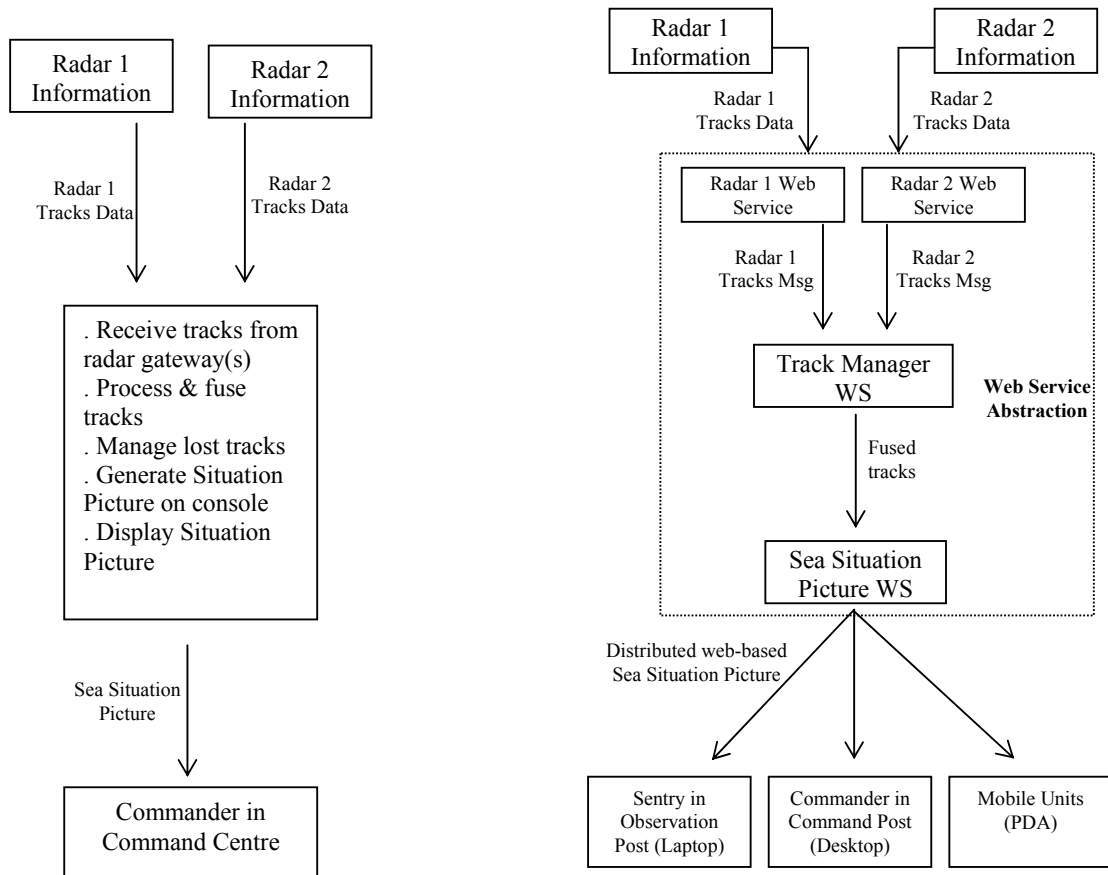 Radar 1
Information
Radar 2
Information
Radar 1
Tracks Data
Radar 2
Tracks Data
. Receive tracks from
radar gateway(s)
. Process & fuse
tracks
. Manage lost tracks
. Generate Situation
Picture on console
. Display Situation
Picture
Sea Situation
Picture
Commander in
Command Centre
Radar 1
Information
Radar 2
Information
Radar 1
Tracks Data
Radar 2
Tracks Data
Radar 1 Web
Service
Radar 2 Web
Service
Radar 1
Tracks Msg
Radar 2
Tracks Msg
Track Manager
WS
Web Service
Abstraction
Fused
tracks
Sea Situation
Picture WS
Distributed web-based
Sea Situation Picture
Sentry in
Observation
Post (Laptop)
Commander in
Command Post
(Desktop)
Mobile Units
(PDA)